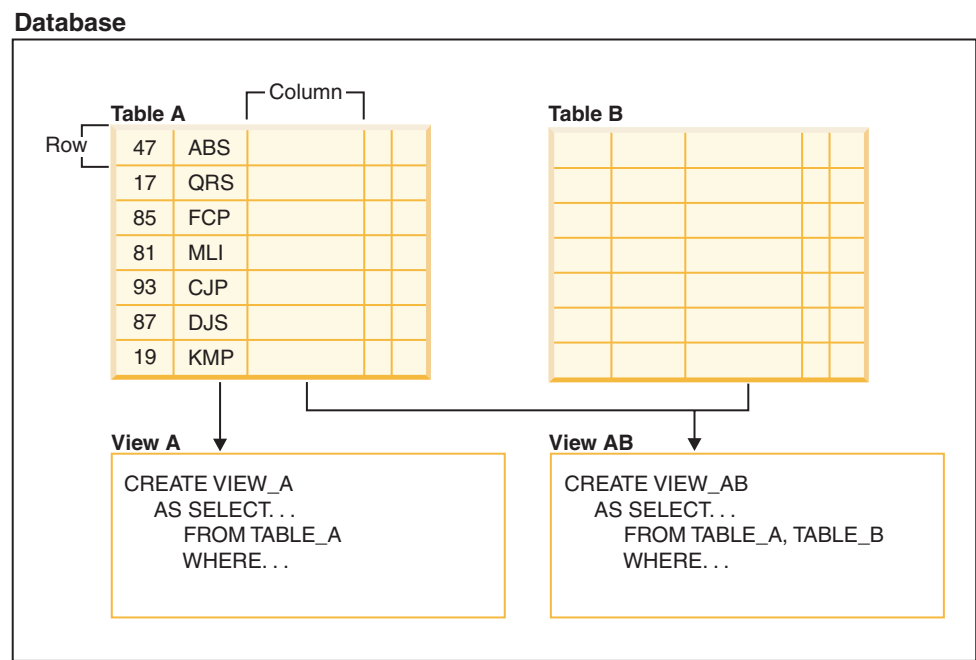 Database
Column
Table A
Table B
Row
47 ABS
17 QRS
85 FCP
81 MLI
93 CJP
87 DJS
19 KMP
View A
CREATE VIEW_A
AS SELECT. . .
FROM TABLE_A
WHERE. . .
View AB
CREATE VIEW_AB
AS SELECT. . .
FROM TABLE_A, TABLE_B
WHERE. . .